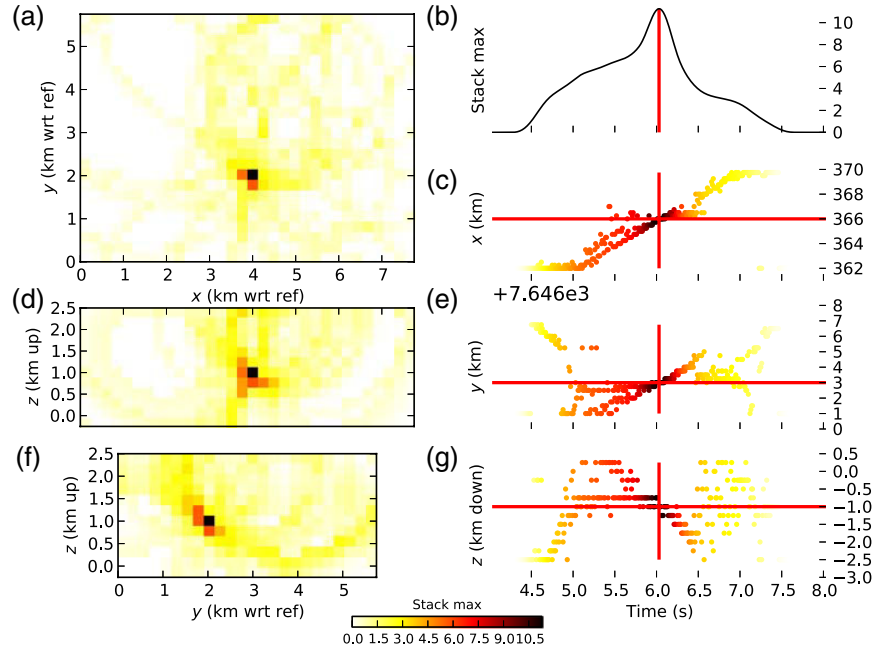 (a)
5
4
3
2
1
0
y (km wrt ref)
0 1 2 3 4 5 6 7
x (km wrt ref)
(b)
Stack max
10
8
6
4
2
0
(c)
x (km)
370
368
366
364
362
(d)
2.5
2.0
1.5
1.0
0.5
0.0
z (km up)
(e)
+7.646e3
y (km)
8
7
6
5
4
3
2
1
0
(f)
2.5
2.0
1.5
1.0
0.5
0.0
z (km up)
0 1 2 3 4 5
y (km wrt ref)
(g)
z (km down)
0.5
0.0
−0.5
−1.0
−1.5
−2.0
−2.5
−3.0
4.5 5.0 5.5 6.0 6.5 7.0 7.5 8.0
Time (s)
Stack max
0.0 1.5 3.0 4.5 6.0 7.5 9.0 10.5